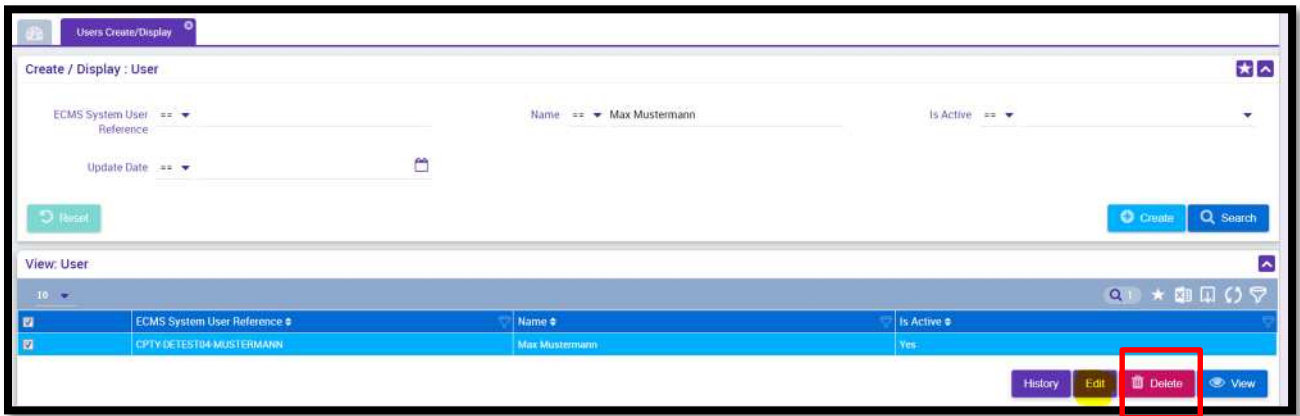 Users Create/Display
Create / Display : User
ECMS System User Reference == Name == Max Mustermann Is Active ==
Update Date ==
Reset Create Search
View: User
10 1
ECMS System User Reference Name Is Active
CPTY-DETEST04-MUSTERMANN Max Mustermann Yes
History Edit Delete View